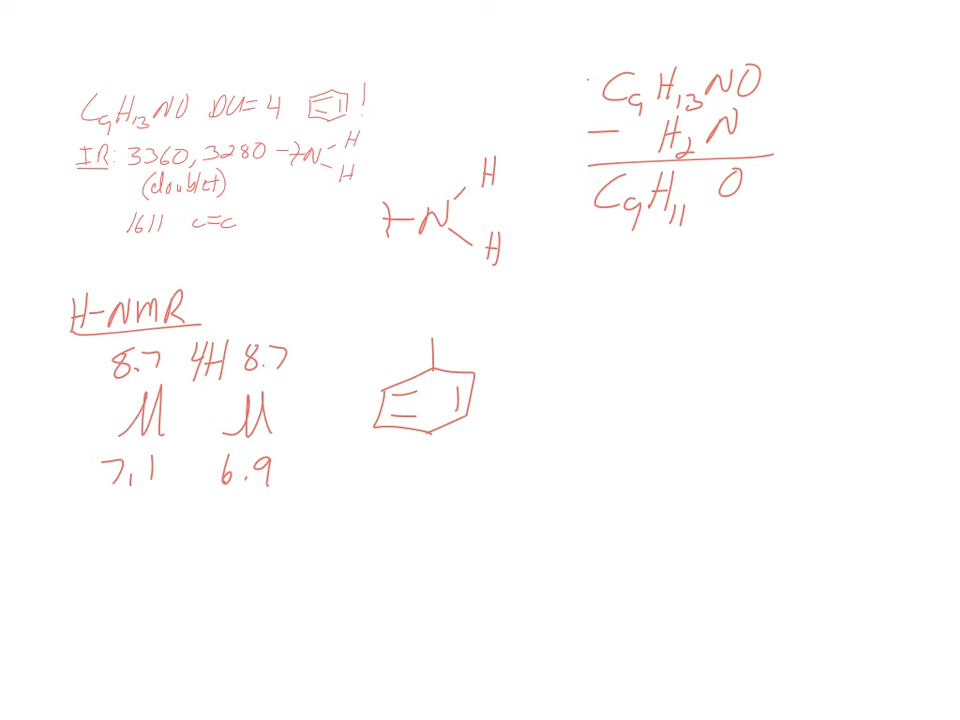 C9H13NO DU=4 !
IR: 3360, 3280 -N H H
(doublet)
1611 C=C
C9H13NO
- H2N
C9H11 O
-N H H
H-NMR
8.7 4H 8.7
7.1 6.9